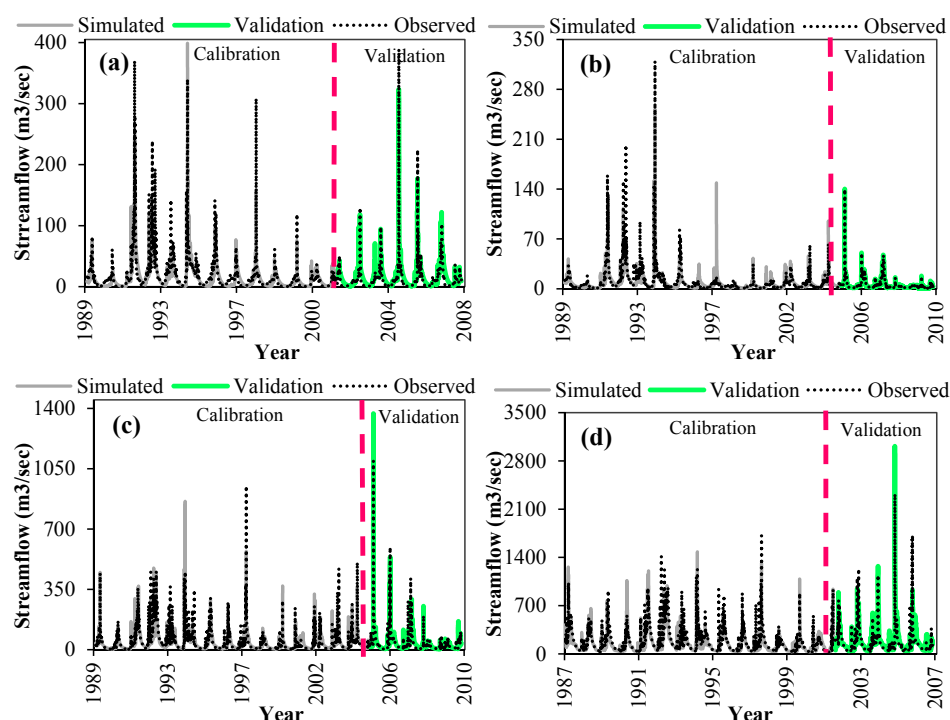 Simulated Validation Observed
Simulated Validation Observed
400
300
200
100
0
Strreamflow (m3/sec)
(a)
Calibration
Validation
1989
1993
1997
2000
2004
2008
Year
350
280
210
140
70
0
Streamflow (m3/sec)
(b)
Calibration
Validation
1989
1993
1997
2002
2006
2010
Year
Simulated Validation Observed
Simulated Validation Observed
1400
1050
700
350
0
Streamflow (m3/sec)
(c)
Calibration
Validation
1989
1993
1997
2002
2006
2010
Year
3500
2800
2100
1400
700
0
Streamflow (m3/sec)
(d)
Calibration
Validation
1987
1991
1995
1999
2003
2007
Year